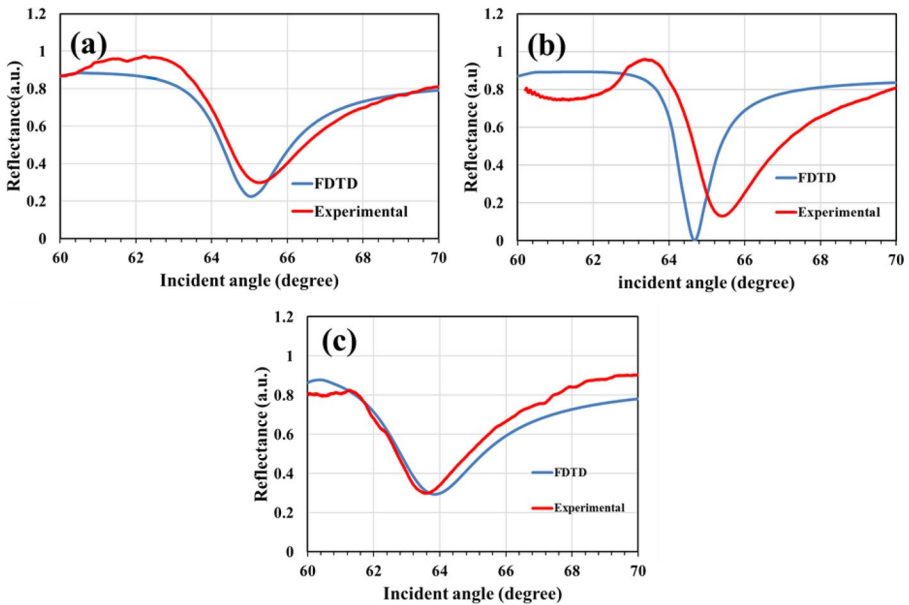 (a)
1.2
1
0.8
0.6
0.4
0.2
0
Reflectance(a.u.)
FDTD
Experimental
60 62 64 66 68 70
Incident angle (degree)
(b)
1.2
1
0.8
0.6
0.4
0.2
0
Reflectance (a.u)
FDTD
Experimental
60 62 64 66 68 70
incident angle (degree)
(c)
1.2
1
0.8
0.6
0.4
0.2
0
Reflectance (a.u.)
FDTD
Experimental
60 62 64 66 68 70
Incident angle (degree)